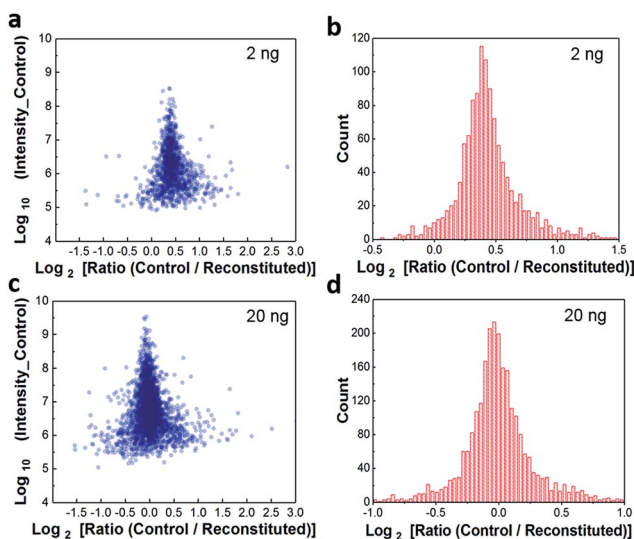 a
2 ng
10
9
8
7
6
5
4
Log 10 (Intensity_Control)
-1.5 -1.0 -0.5 0.0 0.5 1.0 1.5 2.0 2.5 3.0
Log 2 [Ratio (Control / Reconstituted)]
b
2 ng
120
100
80
60
40
20
0
Count
-0.5 0.0 0.5 1.0 1.5
Log 2 [Ratio (Control / Reconstituted)]
c
20 ng
10
9
8
7
6
5
4
Log 10 (Intensity_Control)
-1.5 -1.0 -0.5 0.0 0.5 1.0 1.5 2.0 2.5 3.0
Log 2 [Ratio (Control / Reconstituted)]
d
20 ng
240
200
160
120
80
40
0
Count
-1.0 -0.5 0.0 0.5 1.0
Log 2 [Ratio (Control / Reconstituted)]